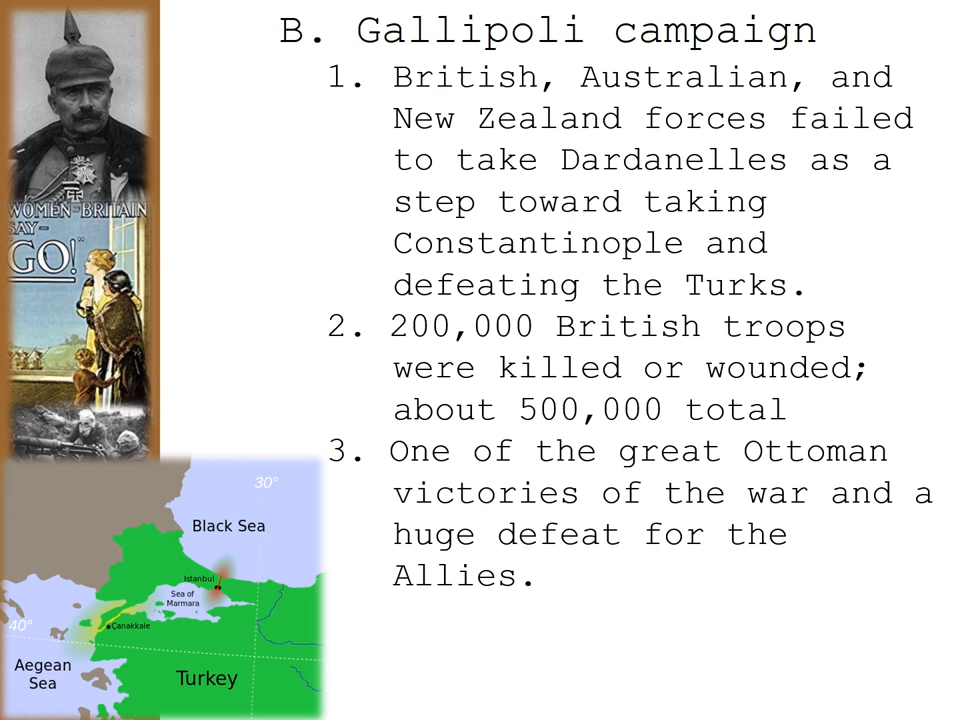 B. Gallipoli campaign
1. British, Australian, and
New Zealand forces failed
to take Dardanelles as a
step toward taking
Constantinople and
defeating the Turks.
2. 200,000 British troops
were killed or wounded;
about 500,000 total
3. One of the great Ottoman
victories of the war and a
huge defeat for the
Allies.
WOMEN OF BRITAIN
SAY–
"GO!"
30°
Black Sea
Istanbul
Sea of
Marmara
40°
Çanakkale
Aegean
Sea
Turkey